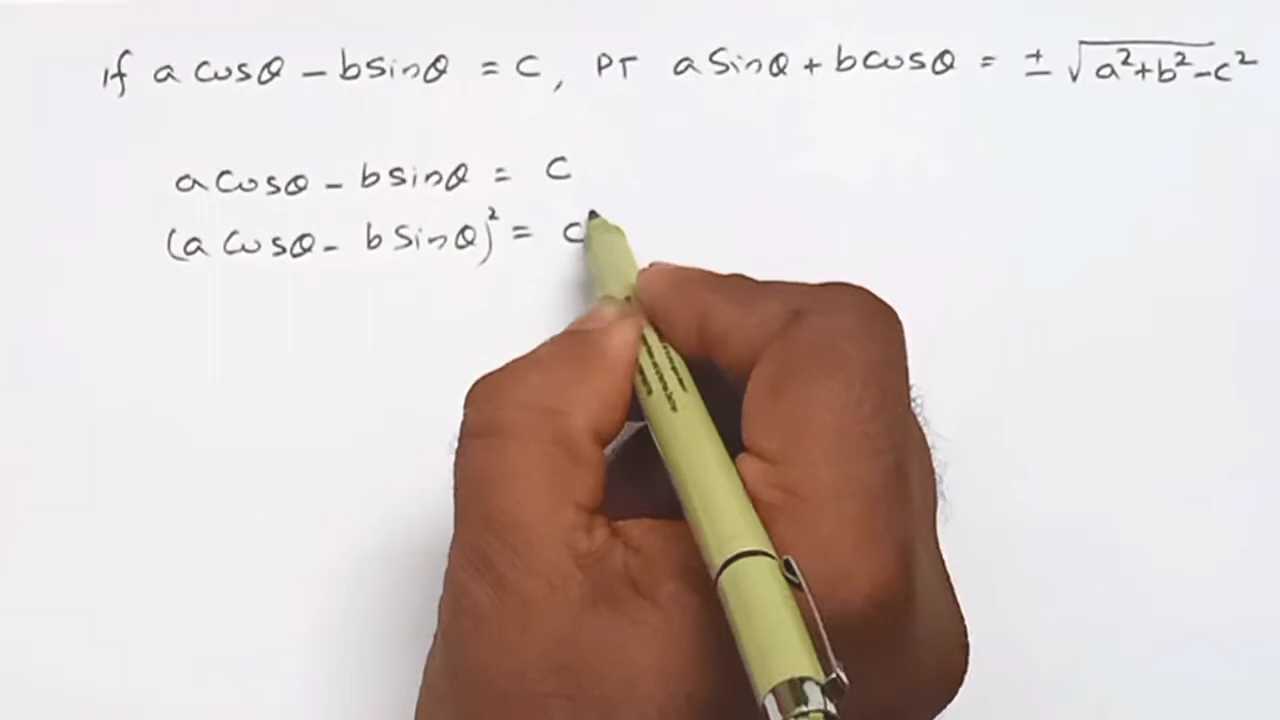 If a cosθ - b sinθ = c, PT a sinθ + b cosθ = ± √a²+b²-c²
a cosθ - b sinθ = c
(a cosθ - b sinθ)² = c